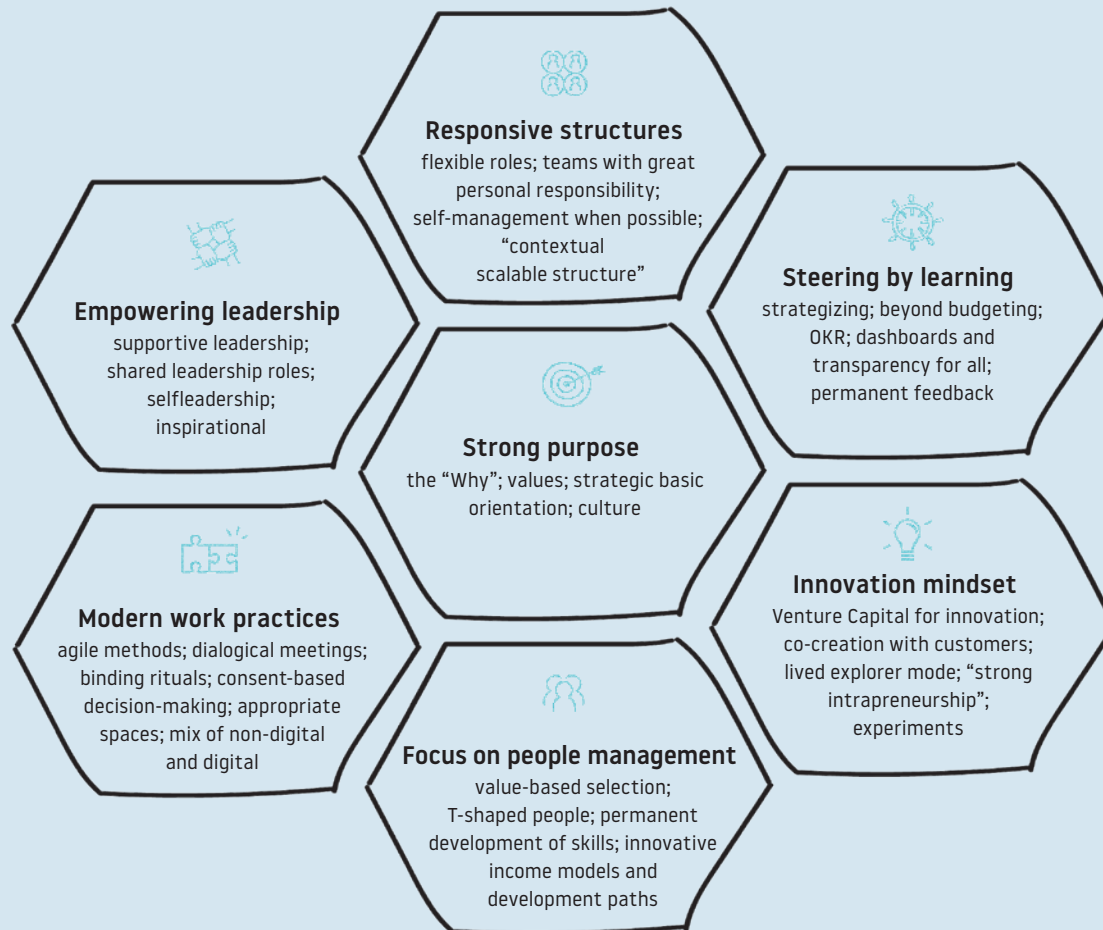 Responsive structures
flexible roles; teams with great
personal responsibility;
self-management when possible;
“contextual
scalable structure”
Empowering leadership
supportive leadership;
shared leadership roles;
selfleadership;
inspirational
Steering by learning
strategizing; beyond budgeting;
OKR; dashboards and
transparency for all;
permanent feedback
Strong purpose
the “Why”; values; strategic basic
orientation; culture
Modern work practices
agile methods; dialogical meetings;
binding rituals; consent-based
decision-making; appropriate
spaces; mix of non-digital
and digital
Innovation mindset
Venture Capital for innovation;
co-creation with customers;
lived explorer mode; “strong
intrapreneurship”;
experiments
Focus on people management
value-based selection;
T-shaped people; permanent
development of skills; innovative
income models and
development paths